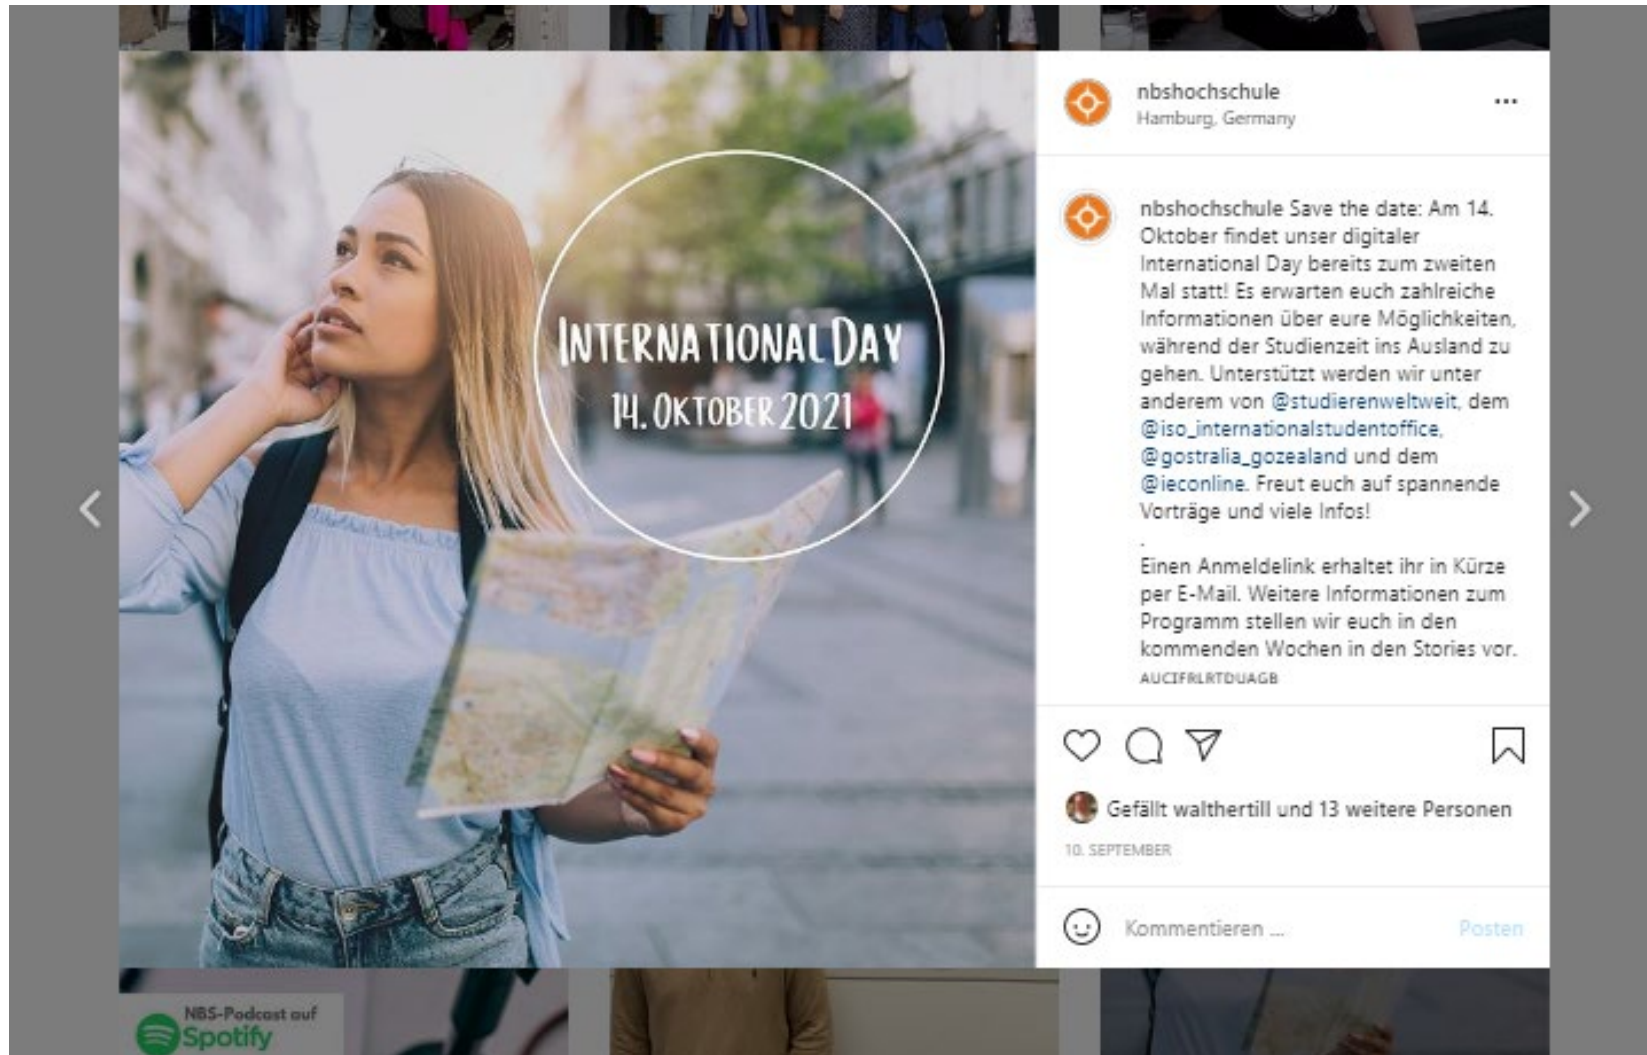 INTERNATIONAL DAY
14. OKTOBER 2021
nbshochschule
Hamburg, Germany
nbshochschule Save the date: Am 14.
Oktober findet unser digitaler
International Day bereits zum zweiten
Mal statt! Es erwarten euch zahlreiche
Informationen über eure Möglichkeiten,
während der Studienzeit ins Ausland zu
gehen. Unterstützt werden wir unter
anderem von @studierenweltweit, dem
@iso_internationalstudentoffice,
@gostralia_gozealand und dem
@ieconline. Freut euch auf spannende
Vorträge und viele Infos!
.
Einen Anmeldelink erhaltet ihr in Kürze
per E-Mail. Weitere Informationen zum
Programm stellen wir euch in den
kommenden Wochen in den Stories vor.
AUCIFRLRTDUAGB
Gefällt walthertill und 13 weitere Personen
10. SEPTEMBER
Kommentieren ...
Posten
NBS-Podcast auf
Spotify